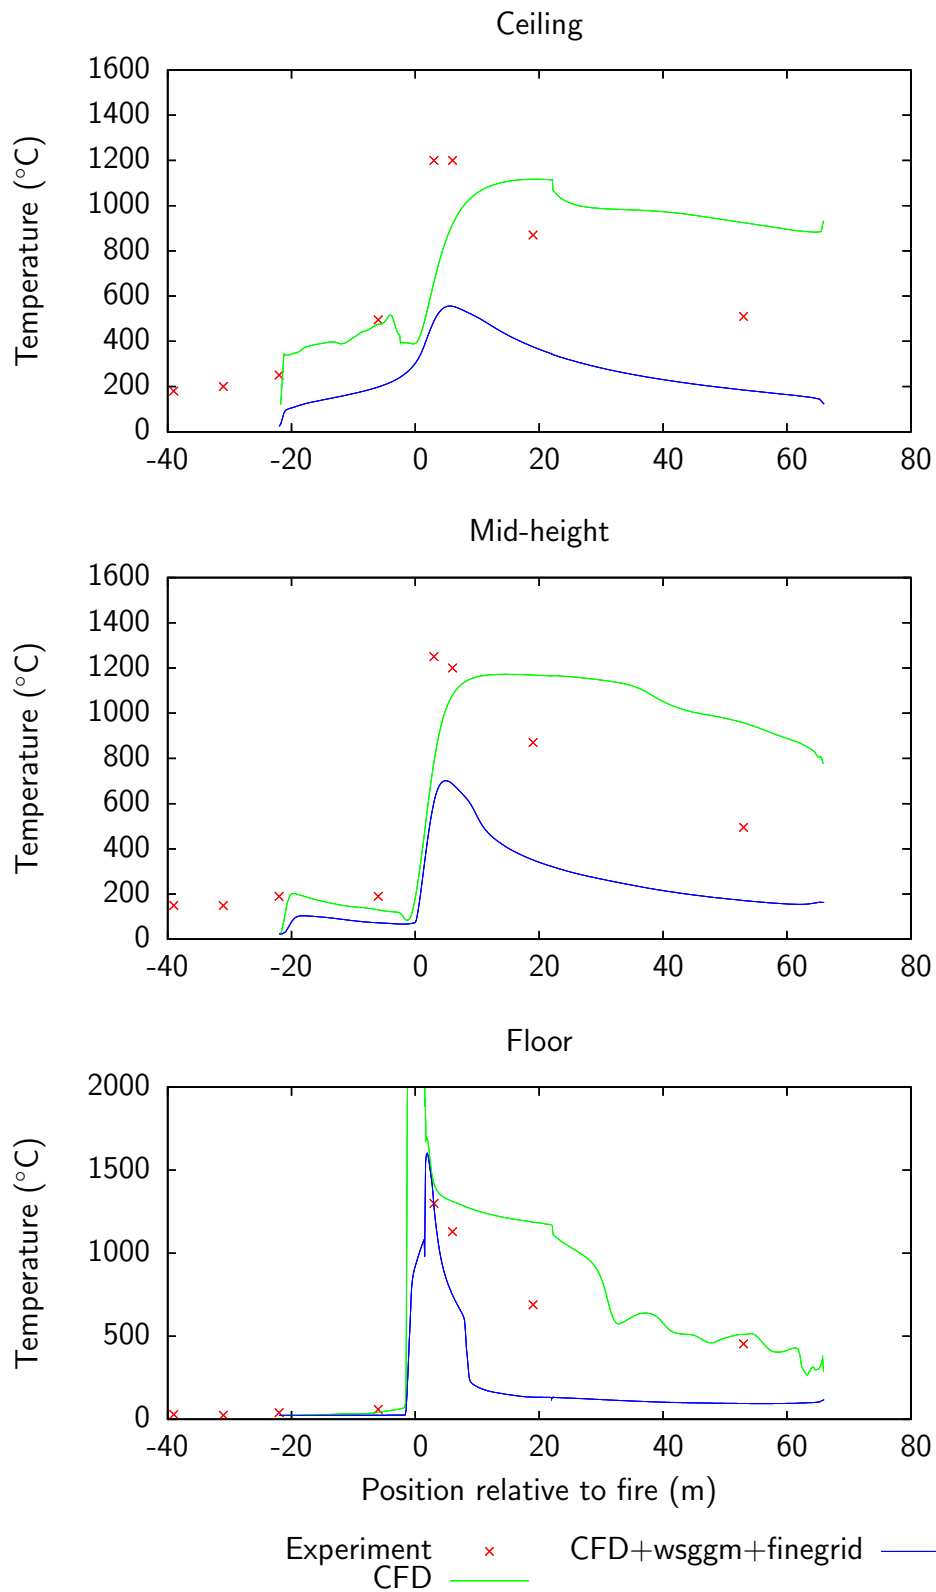 Ceiling
Temperature (°C)
1600
1400
1200
1000
800
600
400
200
0
-40 -20 0 20 40 60 80
Mid-height
Temperature (°C)
1600
1400
1200
1000
800
600
400
200
0
-40 -20 0 20 40 60 80
Floor
Temperature (°C)
2000
1500
1000
500
0
-40 -20 0 20 40 60 80
Position relative to fire (m)
Experiment CFD+wsggm+finegrid
CFD